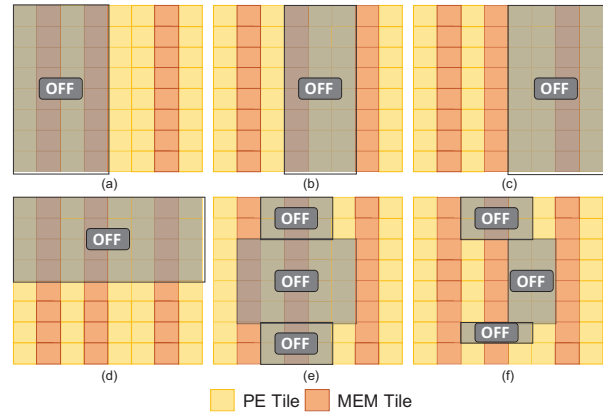 OFF OFF OFF
(a) (b) (c)
OFF OFF OFF
OFF
OFF OFF
OFF OFF
(d) (e) (f)
PE Tile MEM Tile